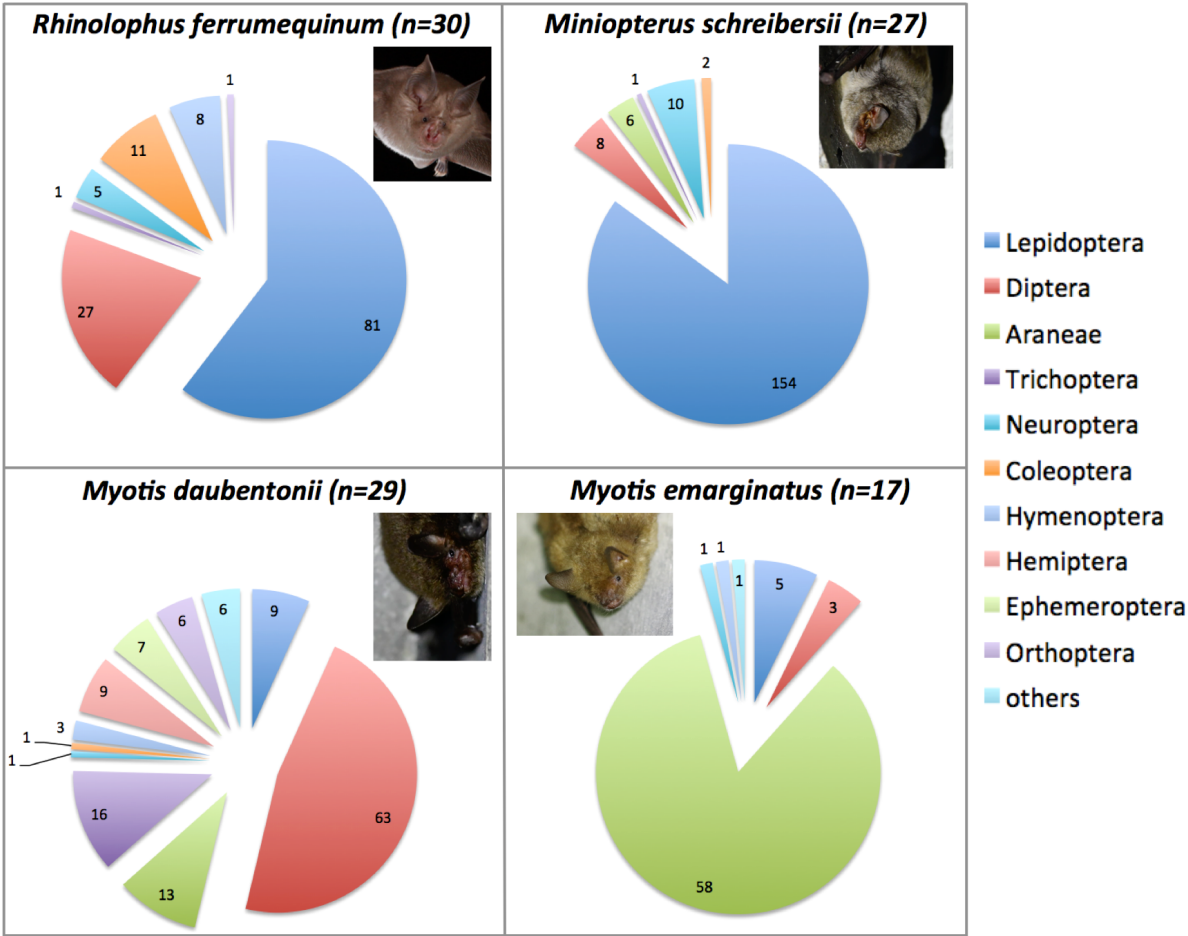 Rhinolophus ferrumequinum (n=30)
1
8
11
5
1
27
81
Miniopterus schreibersii (n=27)
2
1
10
6
8
154
Myotis daubentonii (n=29)
6
9
6
7
9
3
1
1
16
63
13
Myotis emarginatus (n=17)
1
1
1
5
3
58
Lepidoptera
Diptera
Araneae
Trichoptera
Neuroptera
Coleoptera
Hymenoptera
Hemiptera
Ephemeroptera
Orthoptera
others